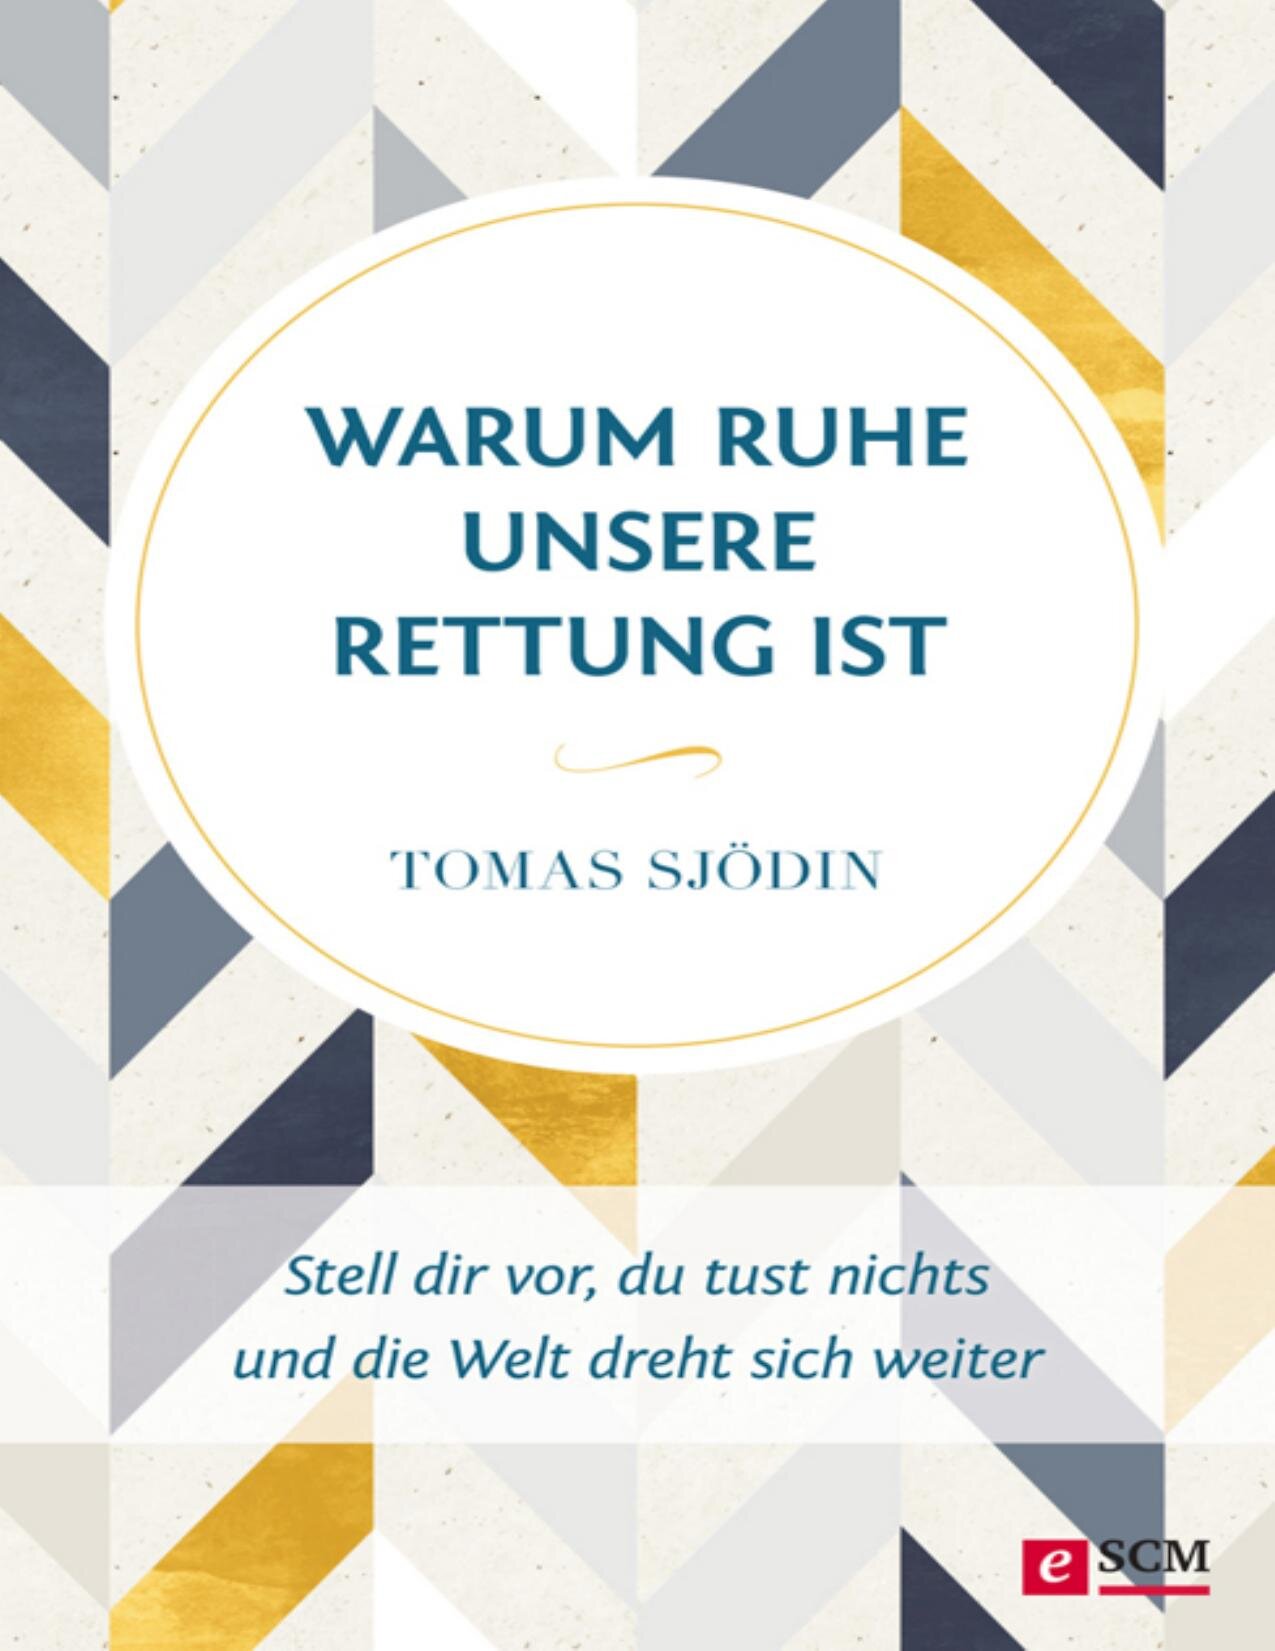 WARUM RUHE
UNSERE
RETTUNG IST
TOMAS SJÖDIN
Stell dir vor, du tust nichts
und die Welt dreht sich weiter
e SCM